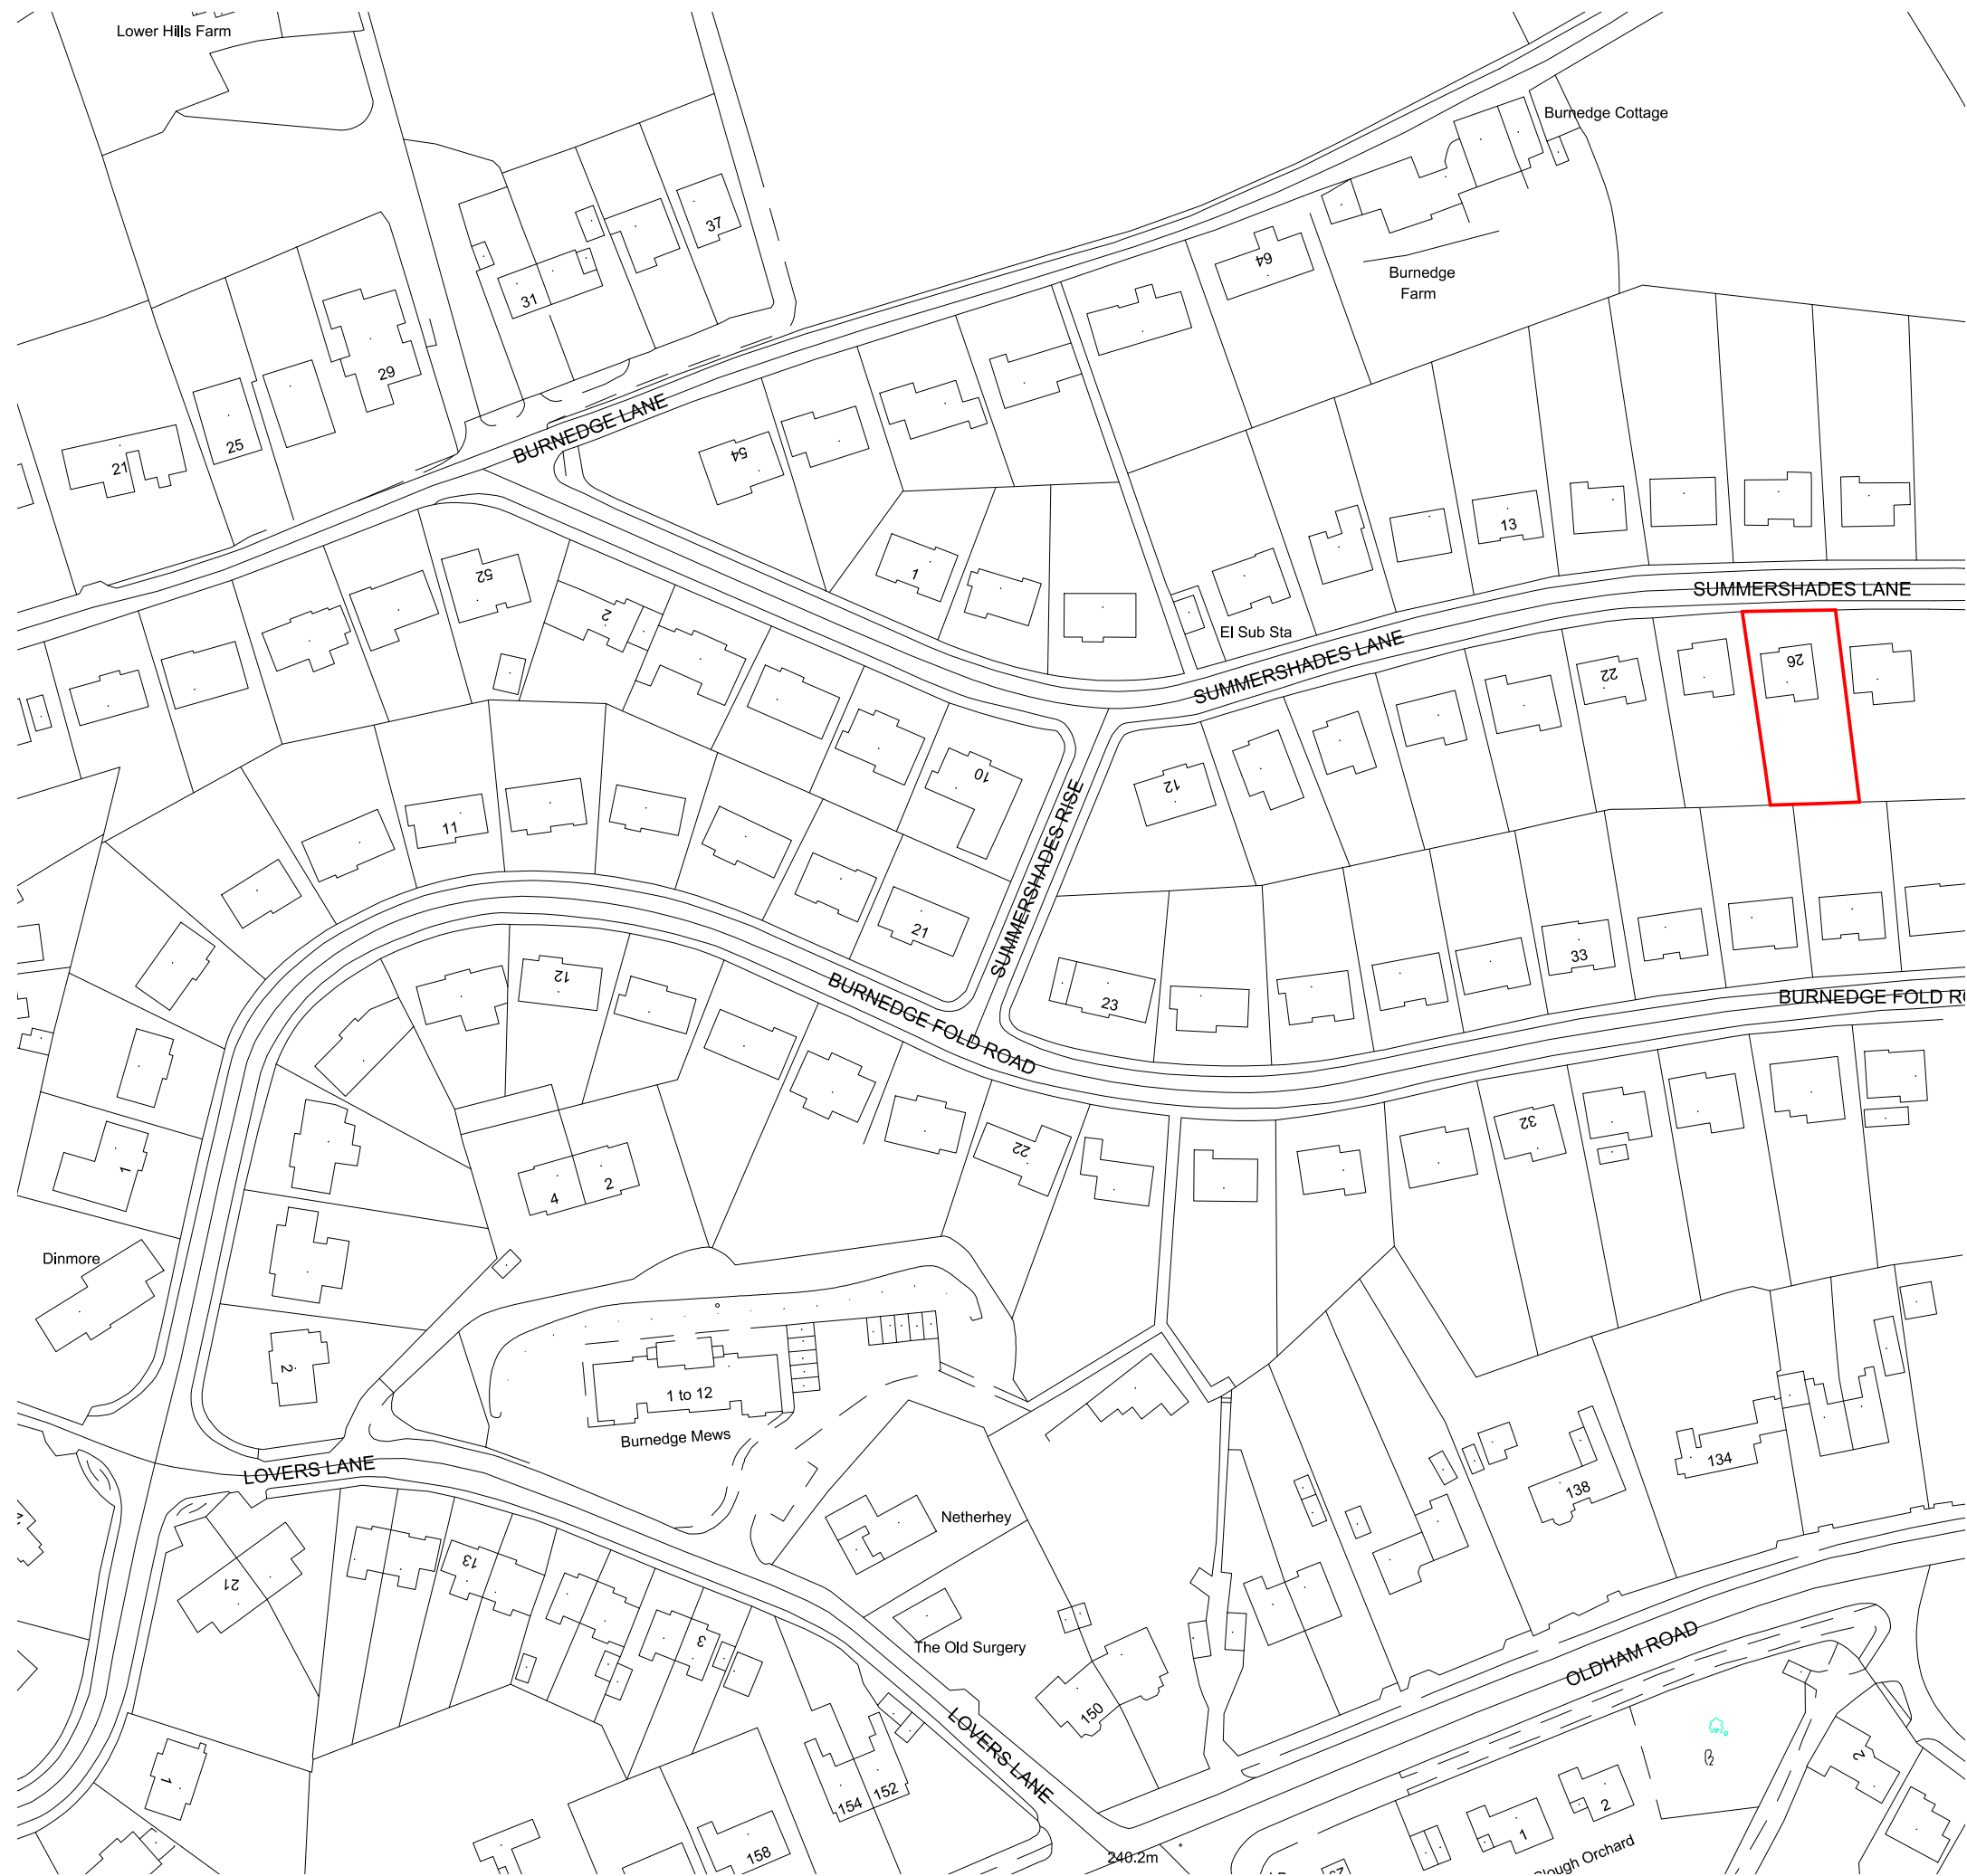 Lower Hills Farm
Burnedge Cottage
37
64
31
Burnedge
Farm
29
BURNEDGE LANE
25
21
54
13
52
1
SUMMERSHADES LANE
2
El Sub Sta
SUMMERSHADES LANE
26
22
10
12
11
SUMMERSHADES RISE
21
33
12
BURNEDGE FOLD ROAD
23
BURNEDGE FOLD R
32
22
1
4
2
Dinmore
2
1 to 12
Burnedge Mews
134
LOVERS LANE
138
Netherhey
13
21
3
The Old Surgery
OLDHAM ROAD
150
LOVERS LANE
2
1
152
154
2
1
158
240.2m
Clough Orchard